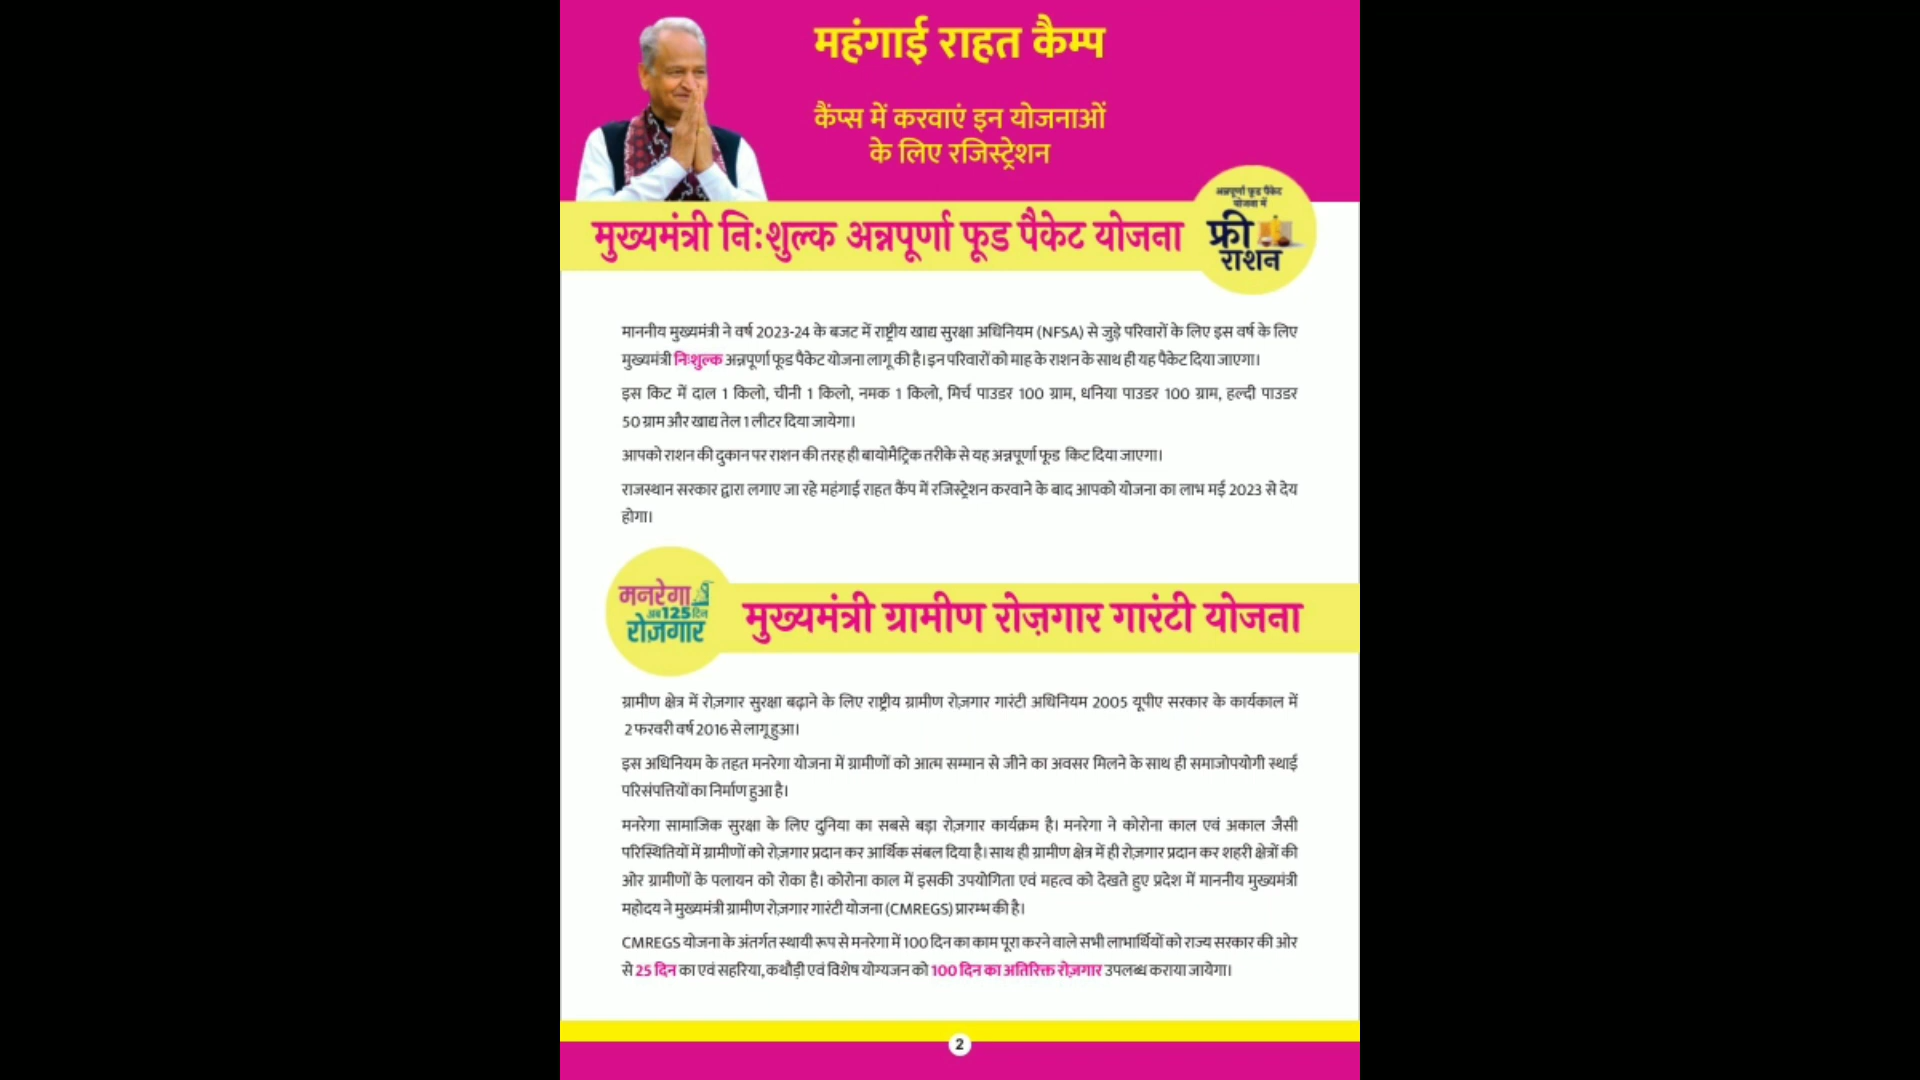 महंगाई राहत कैम्प
कैंप्स में करवाएं इन योजनाओं
के लिए रजिस्ट्रेशन
अन्नपूर्णा फूड पैकेट
योजना में
फ्री
राशन
मुख्यमंत्री निःशुल्क अन्नपूर्णा फूड पैकेट योजना
माननीय मुख्यमंत्री ने वर्ष 2023-24 के बजट में राष्ट्रीय खाद्य सुरक्षा अधिनियम (NFSA) से जुड़े परिवारों के लिए इस वर्ष के लिए
मुख्यमंत्री निःशुल्क अन्नपूर्णा फूड पैकेट योजना लागू की है। इन परिवारों को माह के राशन के साथ ही यह पैकेट दिया जाएगा।
इस किट में दाल 1 किलो, चीनी 1 किलो, नमक 1 किलो, मिर्च पाउडर 100 ग्राम, धनिया पाउडर 100 ग्राम, हल्दी पाउडर
50 ग्राम और खाद्य तेल 1 लीटर दिया जायेगा।
आपको राशन की दुकान पर राशन की तरह ही बायोमैट्रिक तरीके से यह अन्नपूर्णा फूड किट दिया जाएगा।
राजस्थान सरकार द्वारा लगाए जा रहे महंगाई राहत कैंप में रजिस्ट्रेशन करवाने के बाद आपको योजना का लाभ मई 2023 से देय
होगा।
मनरेगा
अब 125 दिन
रोज़गार
मुख्यमंत्री ग्रामीण रोज़गार गारंटी योजना
ग्रामीण क्षेत्र में रोज़गार सुरक्षा बढ़ाने के लिए राष्ट्रीय ग्रामीण रोज़गार गारंटी अधिनियम 2005 यूपीए सरकार के कार्यकाल में
2 फरवरी वर्ष 2016 से लागू हुआ।
इस अधिनियम के तहत मनरेगा योजना में ग्रामीणों को आत्म सम्मान से जीने का अवसर मिलने के साथ ही समाजोपयोगी स्थाई
परिसंपत्तियों का निर्माण हुआ है।
मनरेगा सामाजिक सुरक्षा के लिए दुनिया का सबसे बड़ा रोज़गार कार्यक्रम है। मनरेगा ने कोरोना काल एवं अकाल जैसी
परिस्थितियों में ग्रामीणों को रोज़गार प्रदान कर आर्थिक संबल दिया है। साथ ही ग्रामीण क्षेत्र में ही रोज़गार प्रदान कर शहरी क्षेत्रों की
ओर ग्रामीणों के पलायन को रोका है। कोरोना काल में इसकी उपयोगिता एवं महत्व को देखते हुए प्रदेश में माननीय मुख्यमंत्री
महोदय ने मुख्यमंत्री ग्रामीण रोज़गार गारंटी योजना (CMREGS) प्रारम्भ की है।
CMREGS योजना के अंतर्गत स्थायी रूप से मनरेगा में 100 दिन का काम पूरा करने वाले सभी लाभार्थियों को राज्य सरकार की ओर
से 25 दिन का एवं सहरिया, कथौड़ी एवं विशेष योग्यजन को 100 दिन का अतिरिक्त रोज़गार उपलब्ध कराया जायेगा।
2